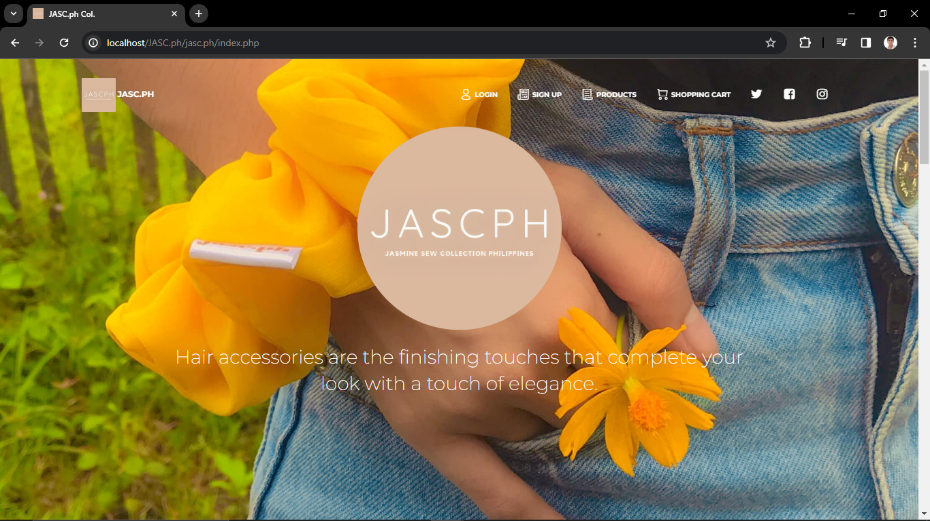 JASC.ph Col.
localhost/JASC.ph/jasc.ph/index.php
JASCPH
JASC.PH
LOGIN
SIGN UP
PRODUCTS
SHOPPING CART
JASCPH
JASMINE SEW COLLECTION PHILIPPINES
Hair accessories are the finishing touches that complete your
look with a touch of elegance.